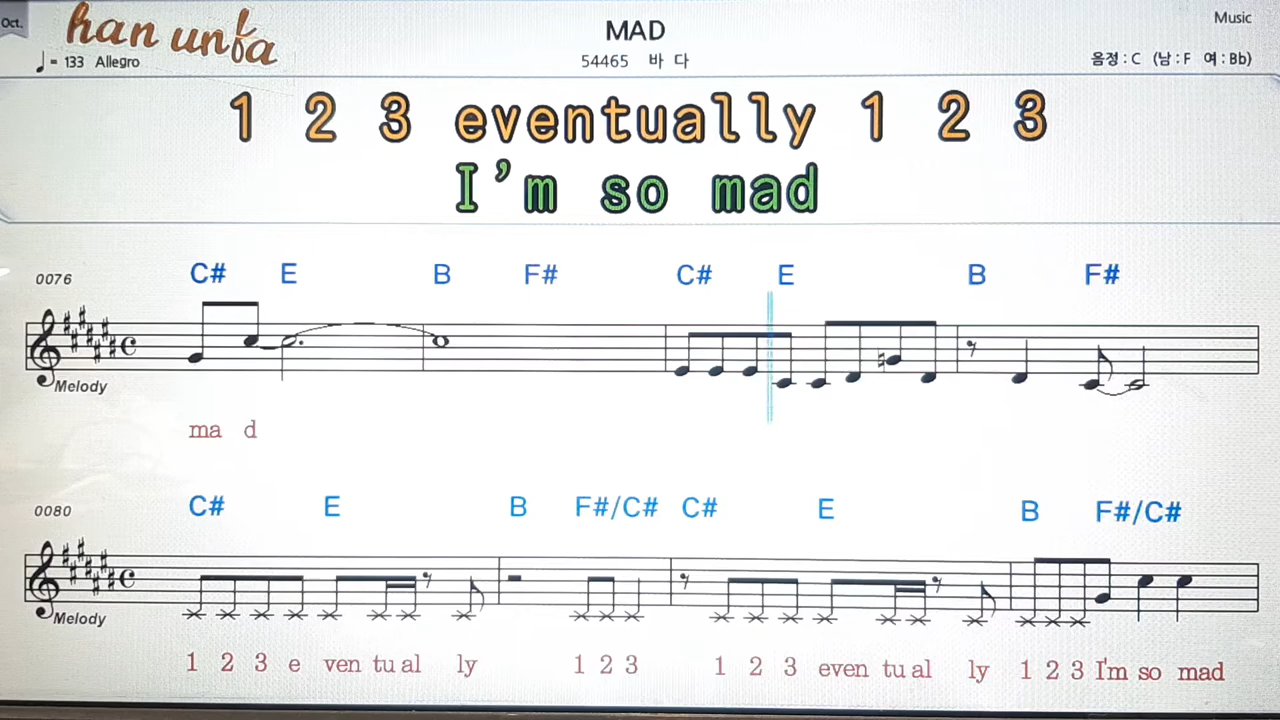 Oct.
han unfa
MAD
Music
♩ = 133 Allegro
54465 바 다
음정 : C (남 : F 여 : Bb)
1 2 3 eventually 1 2 3
I'm so mad
0076
C# E B F# C# E B F#
Melody
ma d
0080
C# E B F#/C# C# E B F#/C#
Melody
1 2 3 e ven tu al ly 1 2 3 1 2 3 even tu al ly 1 2 3 I'm so mad